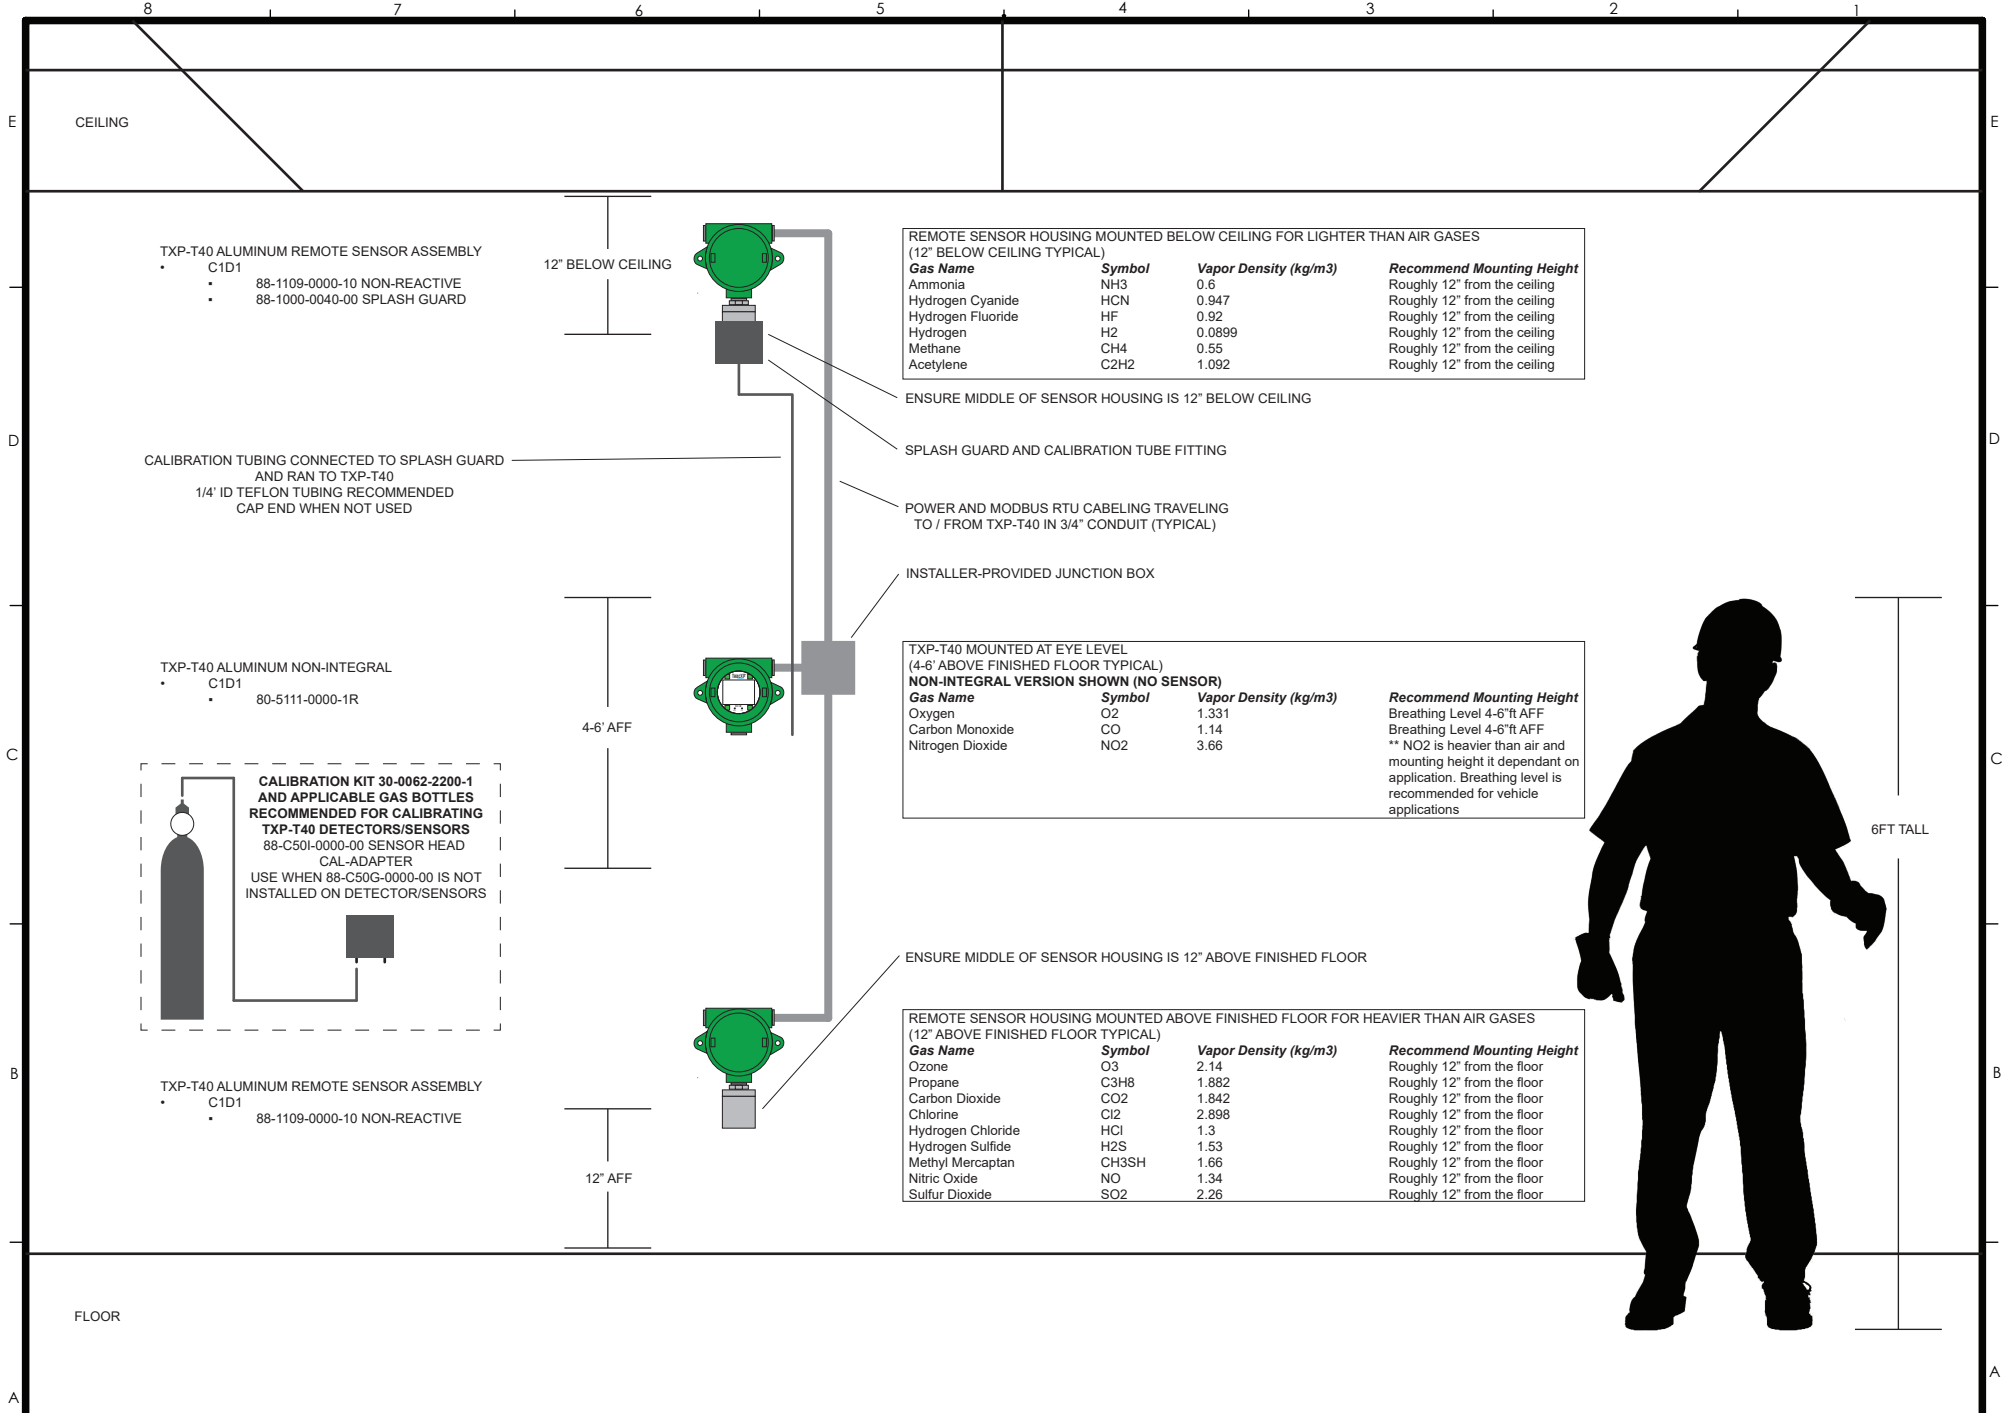 8 7 6 5 4 3 2 1
E E
CEILING
TXP-T40 ALUMINUM REMOTE SENSOR ASSEMBLY
• C1D1
▪ 88-1109-0000-10 NON-REACTIVE
▪ 88-1000-0040-00 SPLASH GUARD
12” BELOW CEILING
REMOTE SENSOR HOUSING MOUNTED BELOW CEILING FOR LIGHTER THAN AIR GASES
(12” BELOW CEILING TYPICAL)
Gas Name Symbol Vapor Density (kg/m3) Recommend Mounting Height
Ammonia NH3 0.6 Roughly 12” from the ceiling
Hydrogen Cyanide HCN 0.947 Roughly 12” from the ceiling
Hydrogen Fluoride HF 0.92 Roughly 12” from the ceiling
Hydrogen H2 0.0899 Roughly 12” from the ceiling
Methane CH4 0.55 Roughly 12” from the ceiling
Acetylene C2H2 1.092 Roughly 12” from the ceiling
ENSURE MIDDLE OF SENSOR HOUSING IS 12” BELOW CEILING
D D
SPLASH GUARD AND CALIBRATION TUBE FITTING
CALIBRATION TUBING CONNECTED TO SPLASH GUARD
AND RAN TO TXP-T40
1/4’ ID TEFLON TUBING RECOMMENDED
CAP END WHEN NOT USED
POWER AND MODBUS RTU CABELING TRAVELING
TO / FROM TXP-T40 IN 3/4” CONDUIT (TYPICAL)
INSTALLER-PROVIDED JUNCTION BOX
TXP-T40 ALUMINUM NON-INTEGRAL
• C1D1
▪ 80-5111-0000-1R
4-6’ AFF
TXP-T40 MOUNTED AT EYE LEVEL
(4-6’ ABOVE FINISHED FLOOR TYPICAL)
NON-INTEGRAL VERSION SHOWN (NO SENSOR)
Gas Name Symbol Vapor Density (kg/m3) Recommend Mounting Height
Oxygen O2 1.331 Breathing Level 4-6”ft AFF
Carbon Monoxide CO 1.14 Breathing Level 4-6”ft AFF
Nitrogen Dioxide NO2 3.66 ** NO2 is heavier than air and
mounting height it dependant on
application. Breathing level is
recommended for vehicle
applications
C C
6FT TALL
CALIBRATION KIT 30-0062-2200-1
AND APPLICABLE GAS BOTTLES
RECOMMENDED FOR CALIBRATING
TXP-T40 DETECTORS/SENSORS
88-C50I-0000-00 SENSOR HEAD
CAL-ADAPTER
USE WHEN 88-C50G-0000-00 IS NOT
INSTALLED ON DETECTOR/SENSORS
ENSURE MIDDLE OF SENSOR HOUSING IS 12” ABOVE FINISHED FLOOR
REMOTE SENSOR HOUSING MOUNTED ABOVE FINISHED FLOOR FOR HEAVIER THAN AIR GASES
(12” ABOVE FINISHED FLOOR TYPICAL)
Gas Name Symbol Vapor Density (kg/m3) Recommend Mounting Height
Ozone O3 2.14 Roughly 12” from the floor
Propane C3H8 1.882 Roughly 12” from the floor
Carbon Dioxide CO2 1.842 Roughly 12” from the floor
Chlorine Cl2 2.898 Roughly 12” from the floor
Hydrogen Chloride HCl 1.3 Roughly 12” from the floor
Hydrogen Sulfide H2S 1.53 Roughly 12” from the floor
Methyl Mercaptan CH3SH 1.66 Roughly 12” from the floor
Nitric Oxide NO 1.34 Roughly 12” from the floor
Sulfur Dioxide SO2 2.26 Roughly 12” from the floor
B B
TXP-T40 ALUMINUM REMOTE SENSOR ASSEMBLY
• C1D1
▪ 88-1109-0000-10 NON-REACTIVE
12” AFF
FLOOR
A A